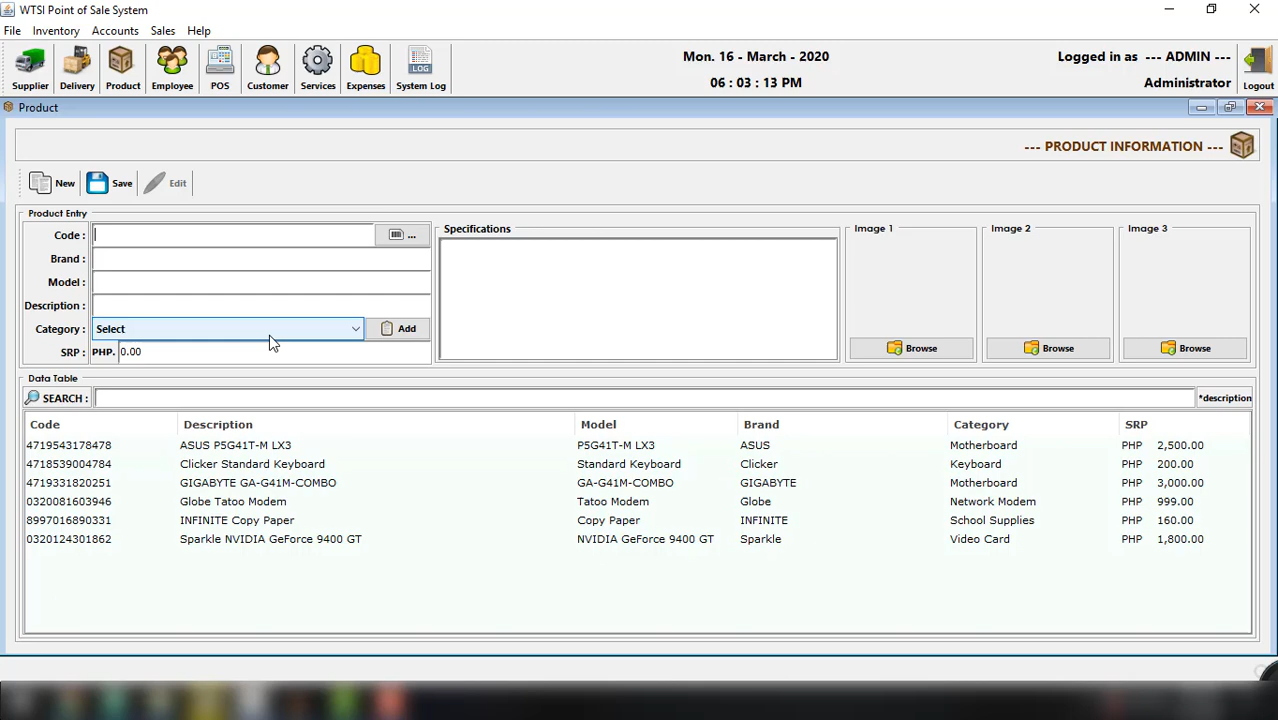 WTSI Point of Sale System
File Inventory Accounts Sales Help
Supplier Delivery Product Employee POS Customer Services Expenses LOG System Log
Mon. 16 - March - 2020
06 : 03 : 13 PM
Logged in as --- ADMIN ---
Administrator
Logout
Product
--- PRODUCT INFORMATION ---
New Save Edit
Product Entry
Code :
...
Brand :
Model :
Description :
Category : Select Add
SRP : PHP. 0.00
Specifications
Image 1 Image 2 Image 3
Browse Browse Browse
Data Table
SEARCH : *description
Code Description Model Brand Category SRP
4719543178478 ASUS P5G41T-M LX3 P5G41T-M LX3 ASUS Motherboard PHP 2,500.00
4718539004784 Clicker Standard Keyboard Standard Keyboard Clicker Keyboard PHP 200.00
4719331820251 GIGABYTE GA-G41M-COMBO GA-G41M-COMBO GIGABYTE Motherboard PHP 3,000.00
0320081603946 Globe Tatoo Modem Tatoo Modem Globe Network Modem PHP 999.00
8997016890331 INFINITE Copy Paper Copy Paper INFINITE School Supplies PHP 160.00
0320124301862 Sparkle NVIDIA GeForce 9400 GT NVIDIA GeForce 9400 GT Sparkle Video Card PHP 1,800.00